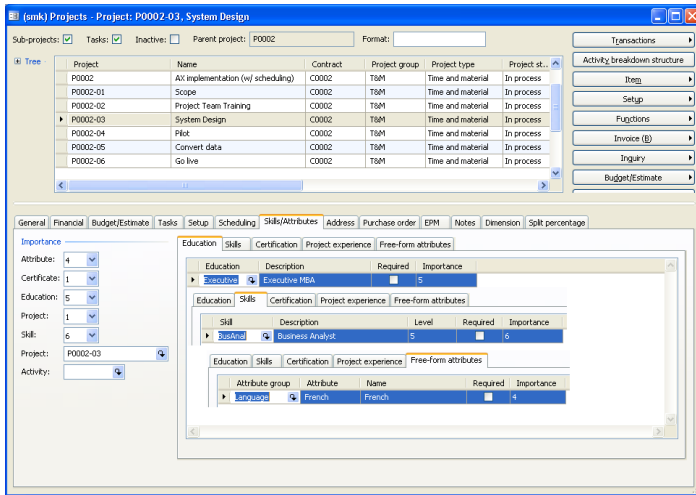 (smk) Projects - Project: P0002-03, System Design
Sub-projects: Tasks: Inactive: Parent project: P0002 Format:
Tree
Project Name Contract Project group Project type Project st...
P0002 AX implementation (w/ scheduling) C0002 T&M Time and material In process
P0002-01 Scope C0002 T&M Time and material In process
P0002-02 Project Team Training C0002 T&M Time and material In process
P0002-03 System Design C0002 T&M Time and material In process
P0002-04 Pilot C0002 T&M Time and material In process
P0002-05 Convert data C0002 T&M Time and material In process
P0002-06 Go live C0002 T&M Time and material In process
Transactions
Activity breakdown structure
Item
Setup
Functions
Invoice (B)
Inquiry
Budget/Estimate
General Financial Budget/Estimate Tasks Setup Scheduling Skills/Attributes Address Purchase order EPM Notes Dimension Split percentage
Importance
Attribute: 4
Certificate: 1
Education: 5
Project: 1
Skill: 6
Project: P0002-03
Activity:
Education Skills Certification Project experience Free-form attributes
Education Description Required Importance
Executive Executive MBA 5
Education Skills Certification Project experience Free-form attributes
Skill Description Level Required Importance
BusAnal Business Analyst 5 6
Education Skills Certification Project experience Free-form attributes
Attribute group Attribute Name Required Importance
Language French French 4